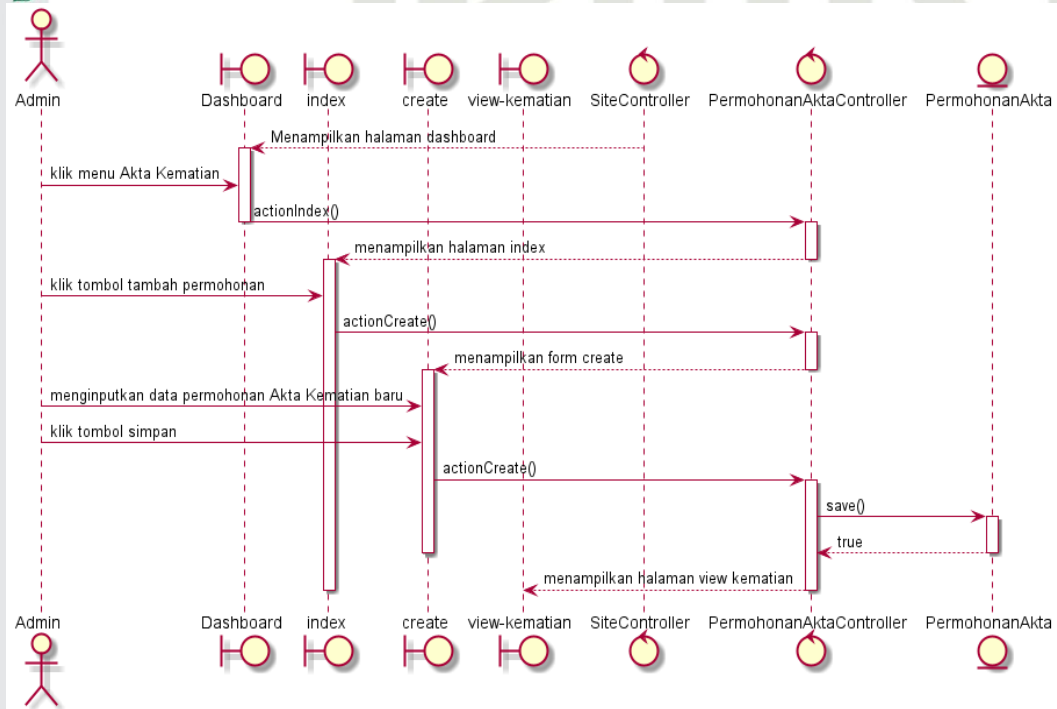 Admin
Dashboard
index
create
view-kematian
SiteController
PermohonanAktaController
PermohonanAkta
Menampilkan halaman dashboard
klik menu Akta Kematian
actionIndex()
menampilkan halaman index
klik tombol tambah permohonan
actionCreate()
menampilkan form create
menginputkan data permohonan Akta Kematian baru
klik tombol simpan
actionCreate()
save()
true
menampilkan halaman view kematian
Admin
Dashboard
index
create
view-kematian
SiteController
PermohonanAktaController
PermohonanAkta